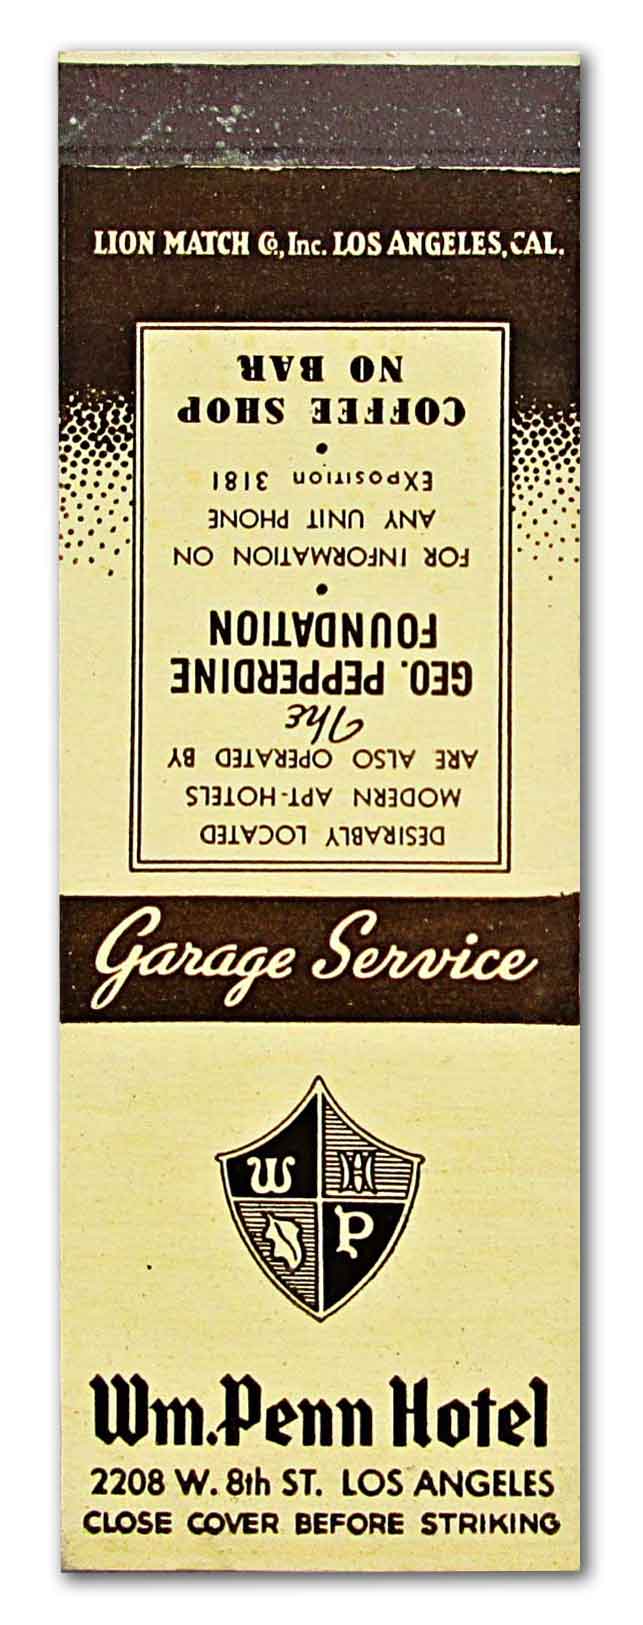 LION MATCH Co., Inc. LOS ANGELES, CAL.
DESIRABLY LOCATED
MODERN APT-HOTELS
ARE ALSO OPERATED BY
The
GEO. PEPPERDINE
FOUNDATION
•
FOR INFORMATION ON
ANY UNIT PHONE
EXposition 3181
•
COFFEE SHOP
NO BAR
Garage Service
W H
P
Wm. Penn Hotel
2208 W. 8th ST. LOS ANGELES
CLOSE COVER BEFORE STRIKING